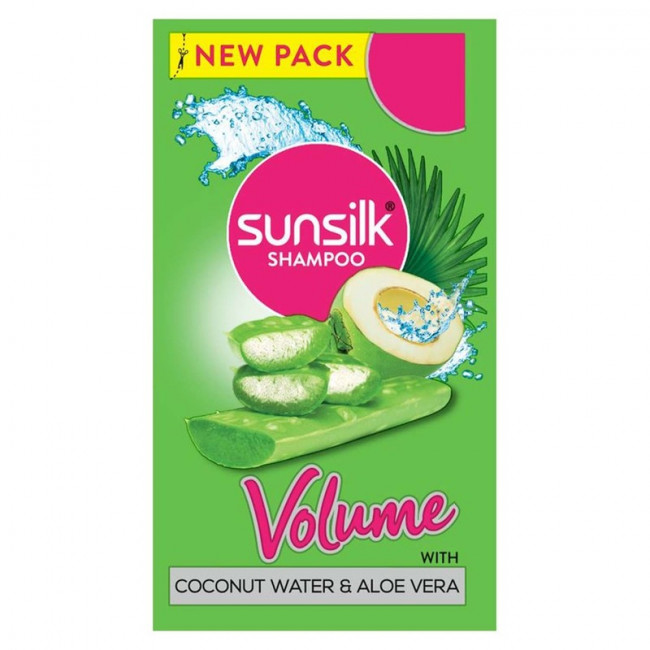 NEW PACK
sunsilk®
SHAMPOO
Volume
WITH
COCONUT WATER & ALOE VERA